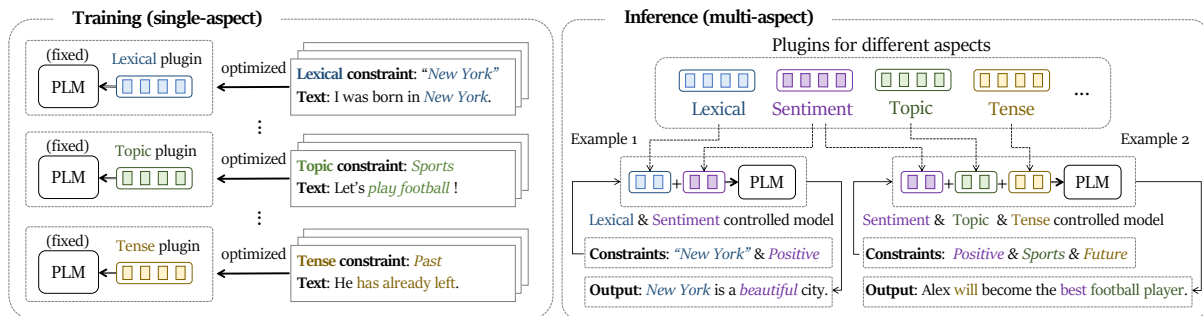 Training (single-aspect)
(fixed)
PLM
Lexical plugin
optimized
Lexical constraint: “New York”
Text: I was born in New York.
...
(fixed)
PLM
Topic plugin
optimized
Topic constraint: Sports
Text: Let's play football !
...
(fixed)
PLM
Tense plugin
optimized
Tense constraint: Past
Text: He has already left.
Inference (multi-aspect)
Plugins for different aspects
Lexical
Sentiment
Topic
Tense
...
Example 1
+
PLM
Lexical & Sentiment controlled model
Constraints: “New York” & Positive
Output: New York is a beautiful city.
Example 2
+
+
PLM
Sentiment & Topic & Tense controlled model
Constraints: Positive & Sports & Future
Output: Alex will become the best football player.